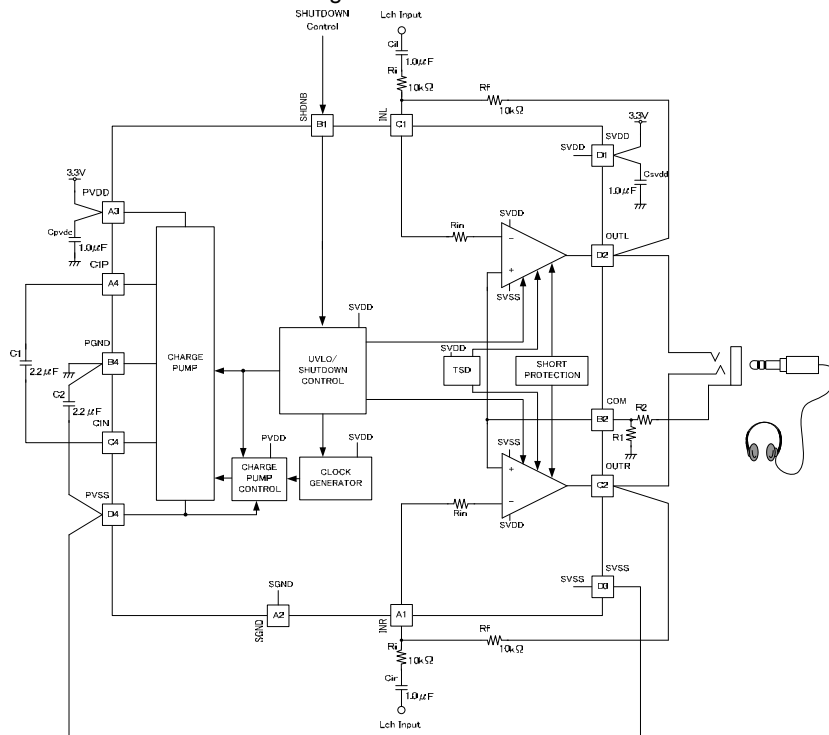 SHUTDOWN
Control
Lch Input
Cil
1.0μF
Ri
10kΩ
Rf
10kΩ
SHDNB
B1
INL
C1
SVDD
3.3V
SVDD
D1
Csvdd
1.0μF
3.3V
PVDD
A3
Cpvdd
1.0μF
C1P
A4
Rin
SVDD
-
+
SVSS
OUTL
D2
SVDD
C1
2.2μF
PGND
B4
C2
2.2μF
CHARGE
PUMP
UVLO/
SHUTDOWN
CONTROL
SVDD
TSD
SHORT
PROTECTION
COM
B2
R2
R1
C1N
C4
PVDD
SVDD
CHARGE
PUMP
CONTROL
CLOCK
GENERATOR
SVSS
+
-
SVDD
Rin
OUTR
C2
PVSS
D4
SVSS
SVSS
D3
SGND
A2
SGND
INR
A1
Ri
10kΩ
Rf
10kΩ
Cir
1.0μF
Lch Input